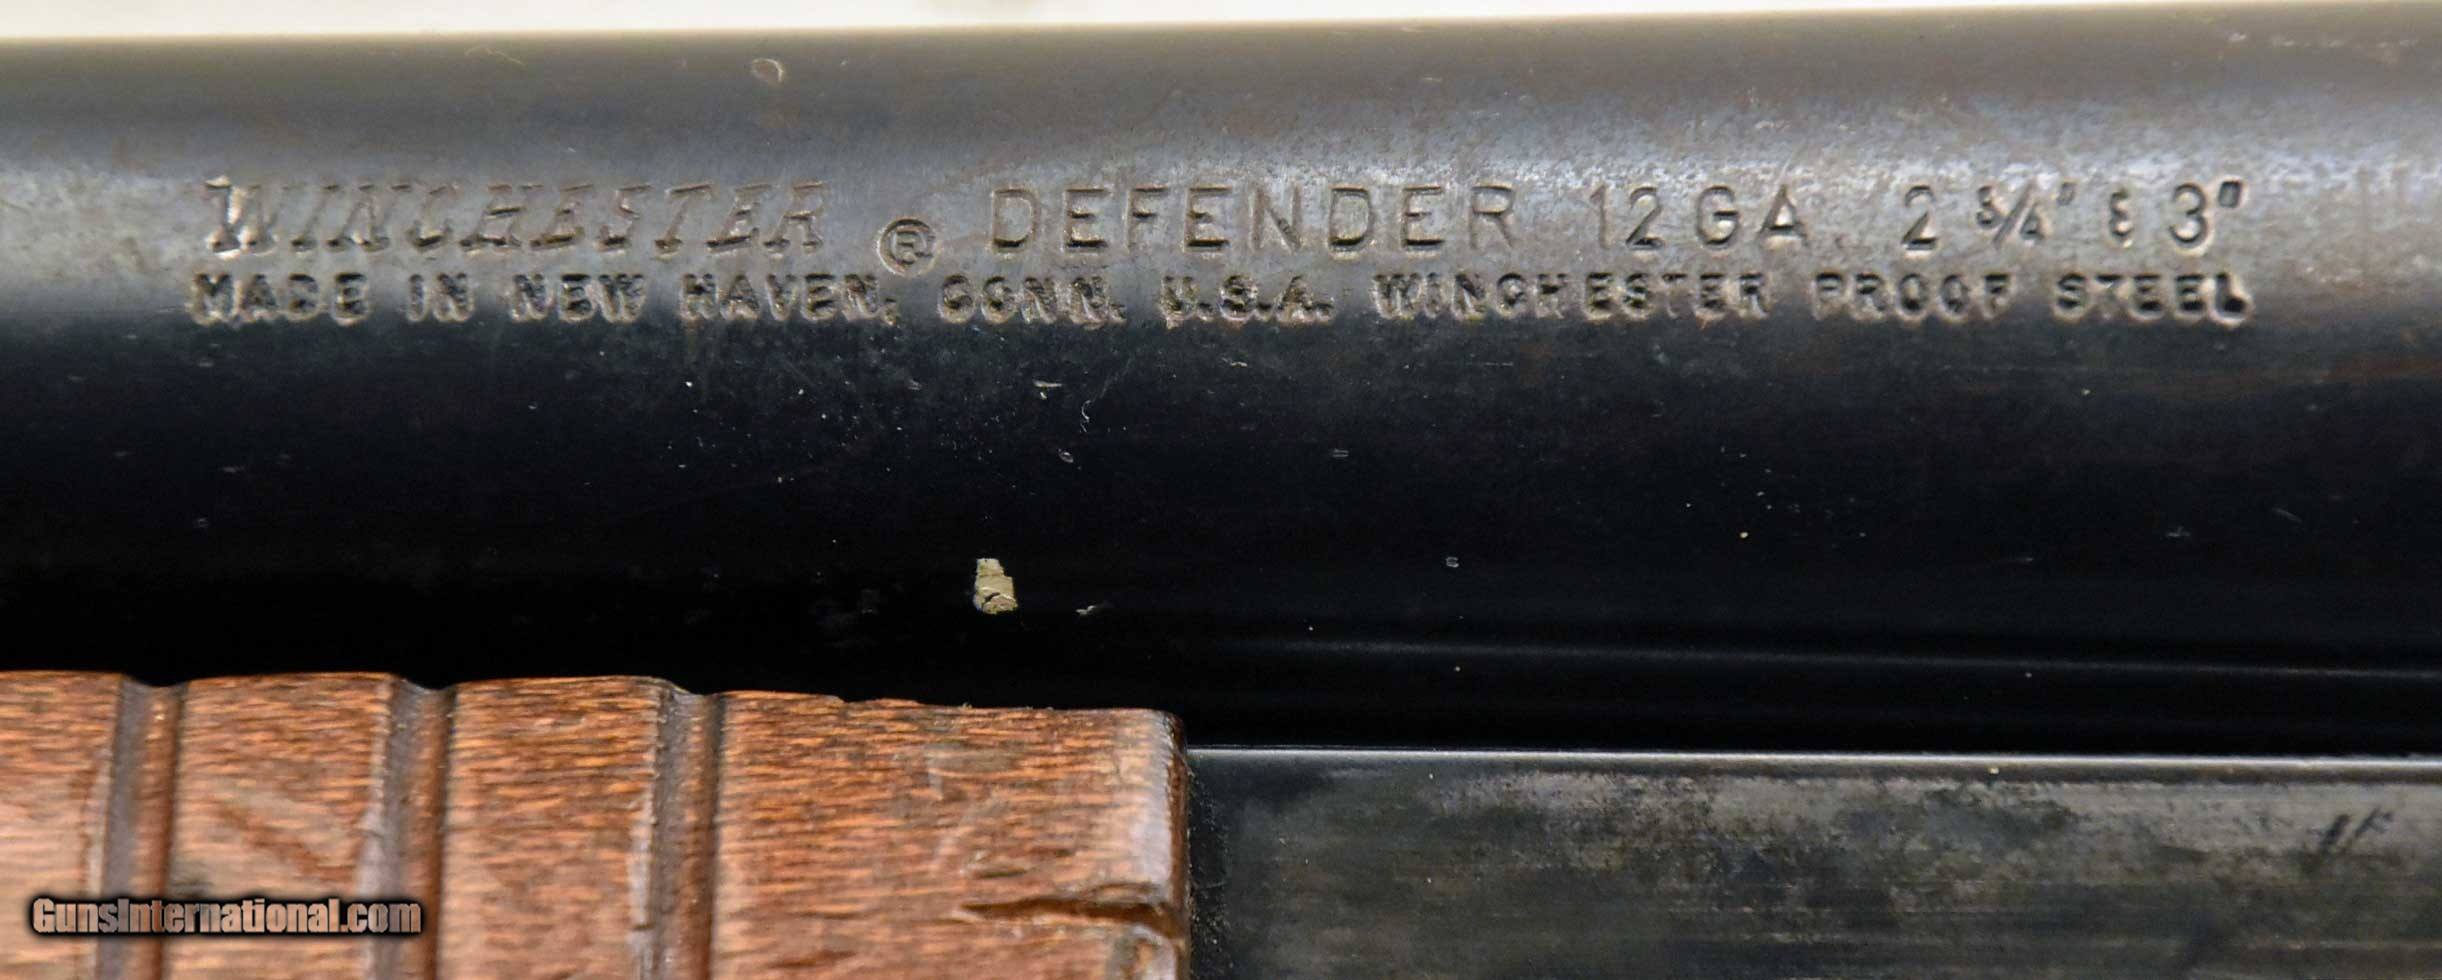 WINCHESTER ® DEFENDER 12 GA. 2 3/4" & 3"
MADE IN NEW HAVEN, CONN. U.S.A. WINCHESTER PROOF STEEL
GunsInternational.com